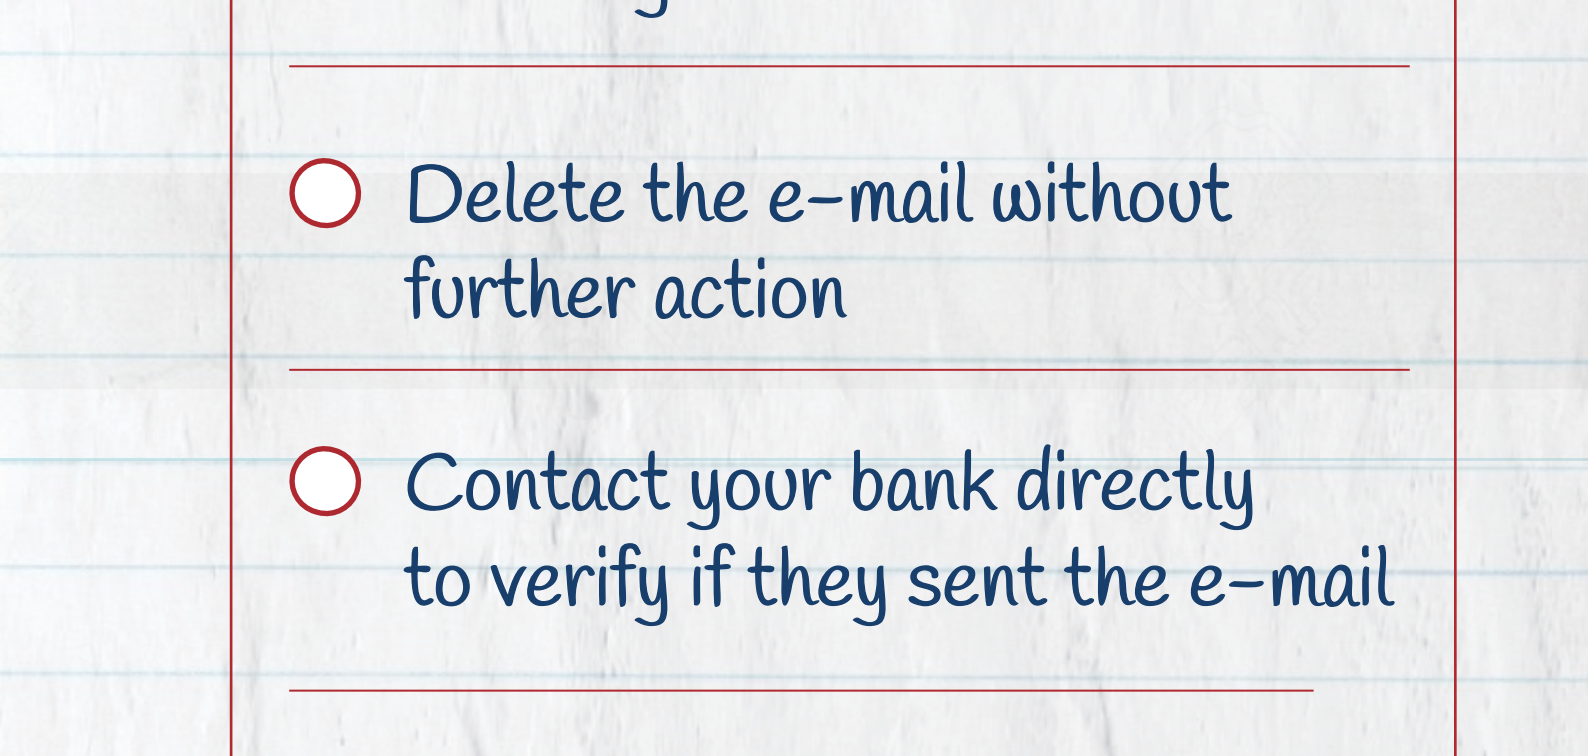 Delete the e-mail without
further action
Contact your bank directly
to verify if they sent the e-mail